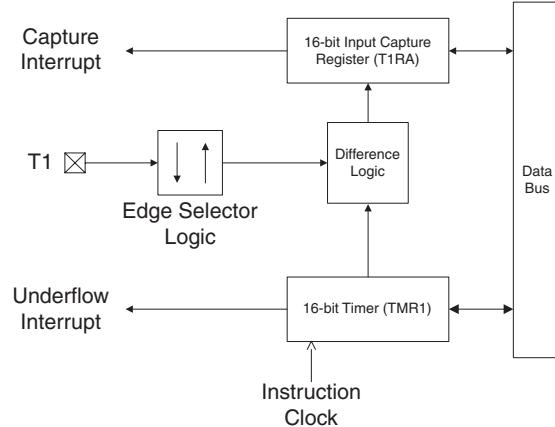 Capture
Interrupt
16-bit Input Capture
Register (T1RA)
T1
Edge Selector
Logic
Difference
Logic
Data
Bus
Underflow
Interrupt
16-bit Timer (TMR1)
Instruction
Clock